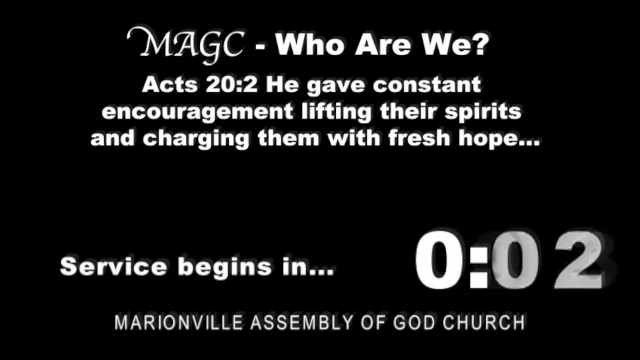 MAGC - Who Are We?
Acts 20:2 He gave constant
encouragement lifting their spirits
and charging them with fresh hope...
Service begins in... 0:02
MARIONVILLE ASSEMBLY OF GOD CHURCH